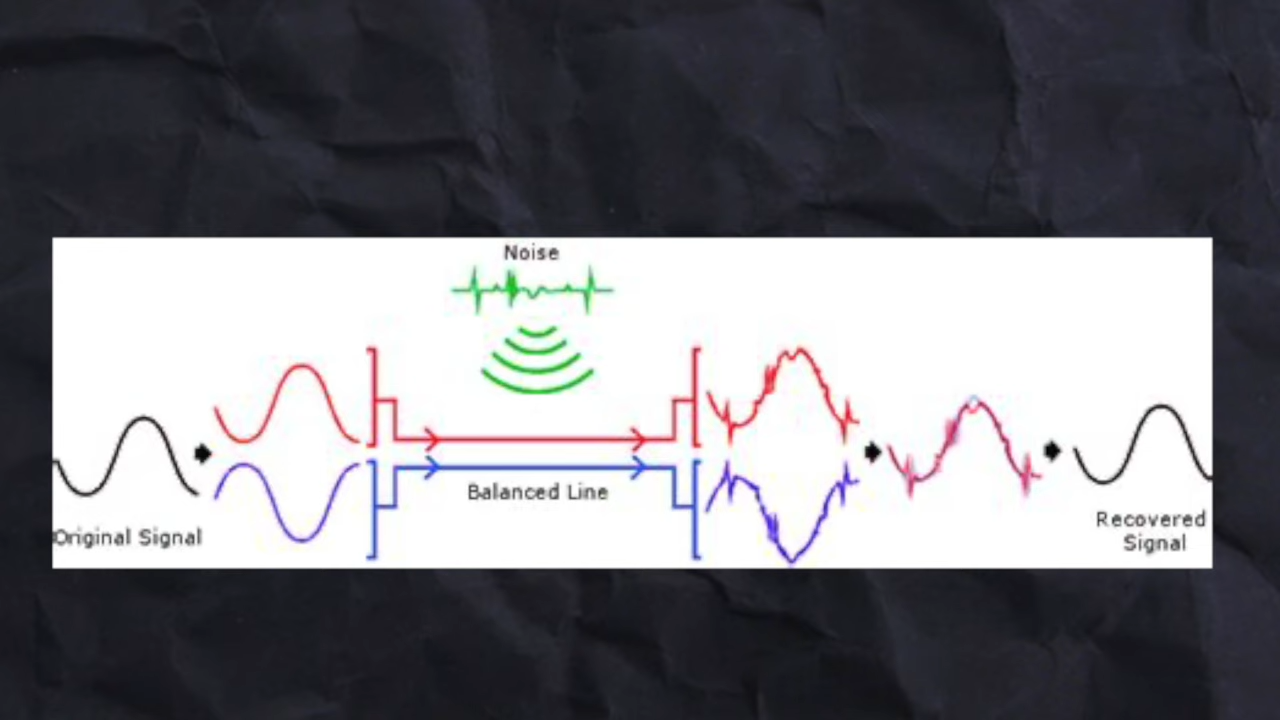 Noise
Balanced Line
Original Signal
Recovered
Signal